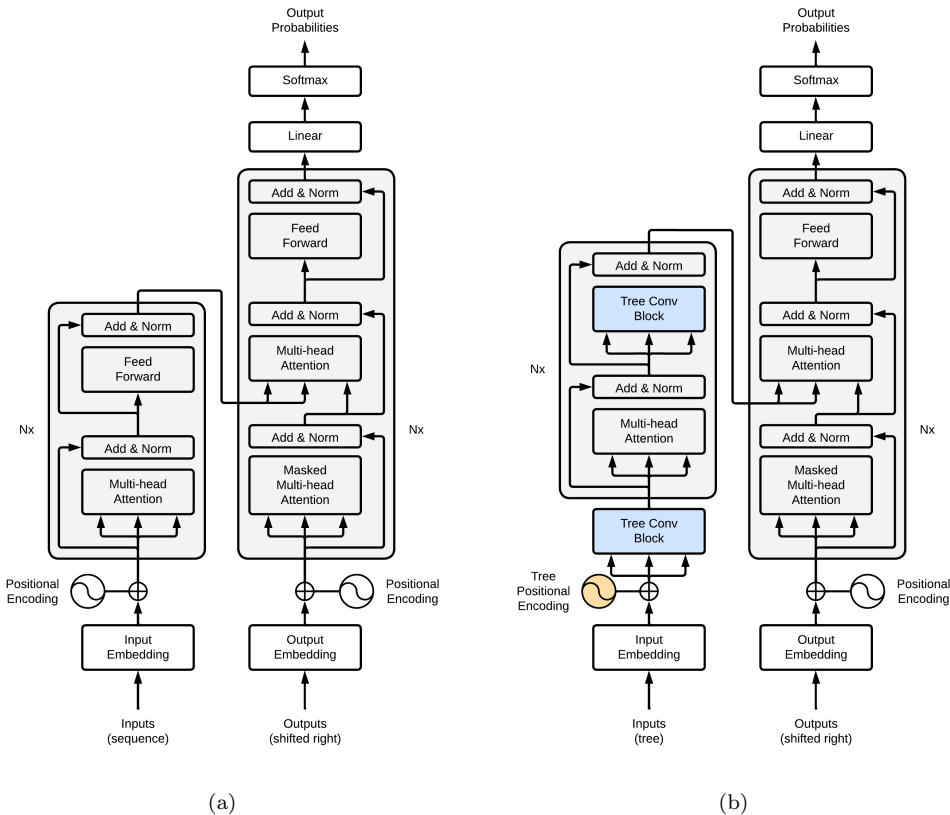 Output
Probabilities
Softmax
Linear
Add & Norm
Feed
Forward
Add & Norm
Multi-head
Attention
Add & Norm
Masked
Multi-head
Attention
Nx
Add & Norm
Feed
Forward
Nx
Add & Norm
Multi-head
Attention
Positional
Encoding
Positional
Encoding
Input
Embedding
Output
Embedding
Inputs
(sequence)
Outputs
(shifted right)
(a)
Output
Probabilities
Softmax
Linear
Add & Norm
Feed
Forward
Add & Norm
Multi-head
Attention
Add & Norm
Masked
Multi-head
Attention
Nx
Add & Norm
Tree Conv
Block
Nx
Add & Norm
Multi-head
Attention
Tree Conv
Block
Tree
Positional
Encoding
Positional
Encoding
Input
Embedding
Output
Embedding
Inputs
(tree)
Outputs
(shifted right)
(b)